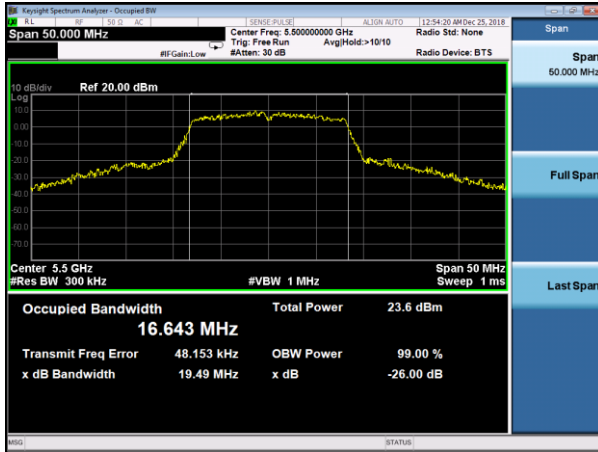 Keysight Spectrum Analyzer - Occupied BW
RL RF 50 Ω AC SENSE:PULSE ALIGN AUTO 12:54:20 AM Dec 25, 2018
Span 50.000 MHz Center Freq: 5.500000000 GHz Radio Std: None
Trig: Free Run Avg|Hold:>10/10
#IFGain:Low #Atten: 30 dB Radio Device: BTS
10 dB/div Ref 20.00 dBm
Log
10.0
0.00
-10.0
-20.0
-30.0
-40.0
-50.0
-60.0
-70.0
Center 5.5 GHz Span 50 MHz
#Res BW 300 kHz #VBW 1 MHz Sweep 1 ms
Occupied Bandwidth Total Power 23.6 dBm
16.643 MHz
Transmit Freq Error 48.153 kHz OBW Power 99.00 %
x dB Bandwidth 19.49 MHz x dB -26.00 dB
MSG STATUS
Span
Span
50.000 MHz
Full Span
Last Span